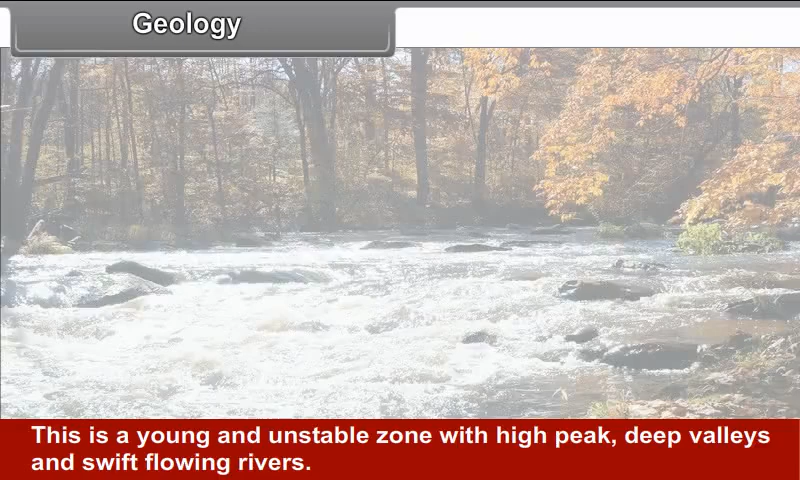 Geology
This is a young and unstable zone with high peak, deep valleys
and swift flowing rivers.